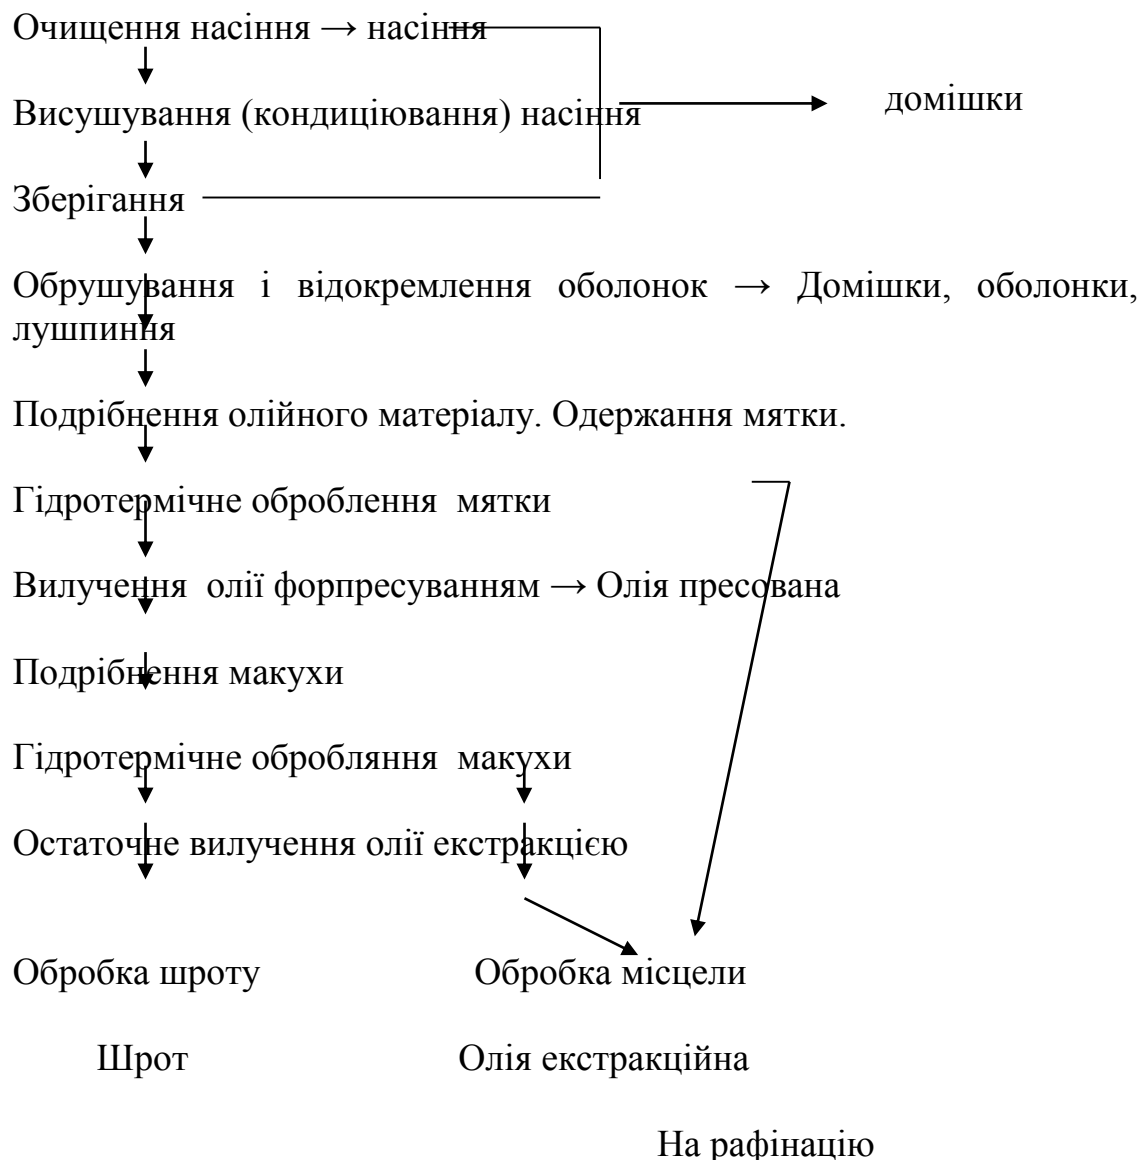 Очищення насіння → насіння
домішки
Висушування (кондиціювання) насіння
Зберігання
Обрушування і відокремлення оболонок → Домішки, оболонки,
лушпиння
Подрібнення олійного матеріалу. Одержання мятки.
Гідротермічне оброблення мятки
Вилучення олії форпресуванням → Олія пресована
Подрібнення макухи
Гідротермічне обробляння макухи
Остаточне вилучення олії екстракцією
Обробка шроту Обробка місцели
Шрот Олія екстракційна
На рафінацію